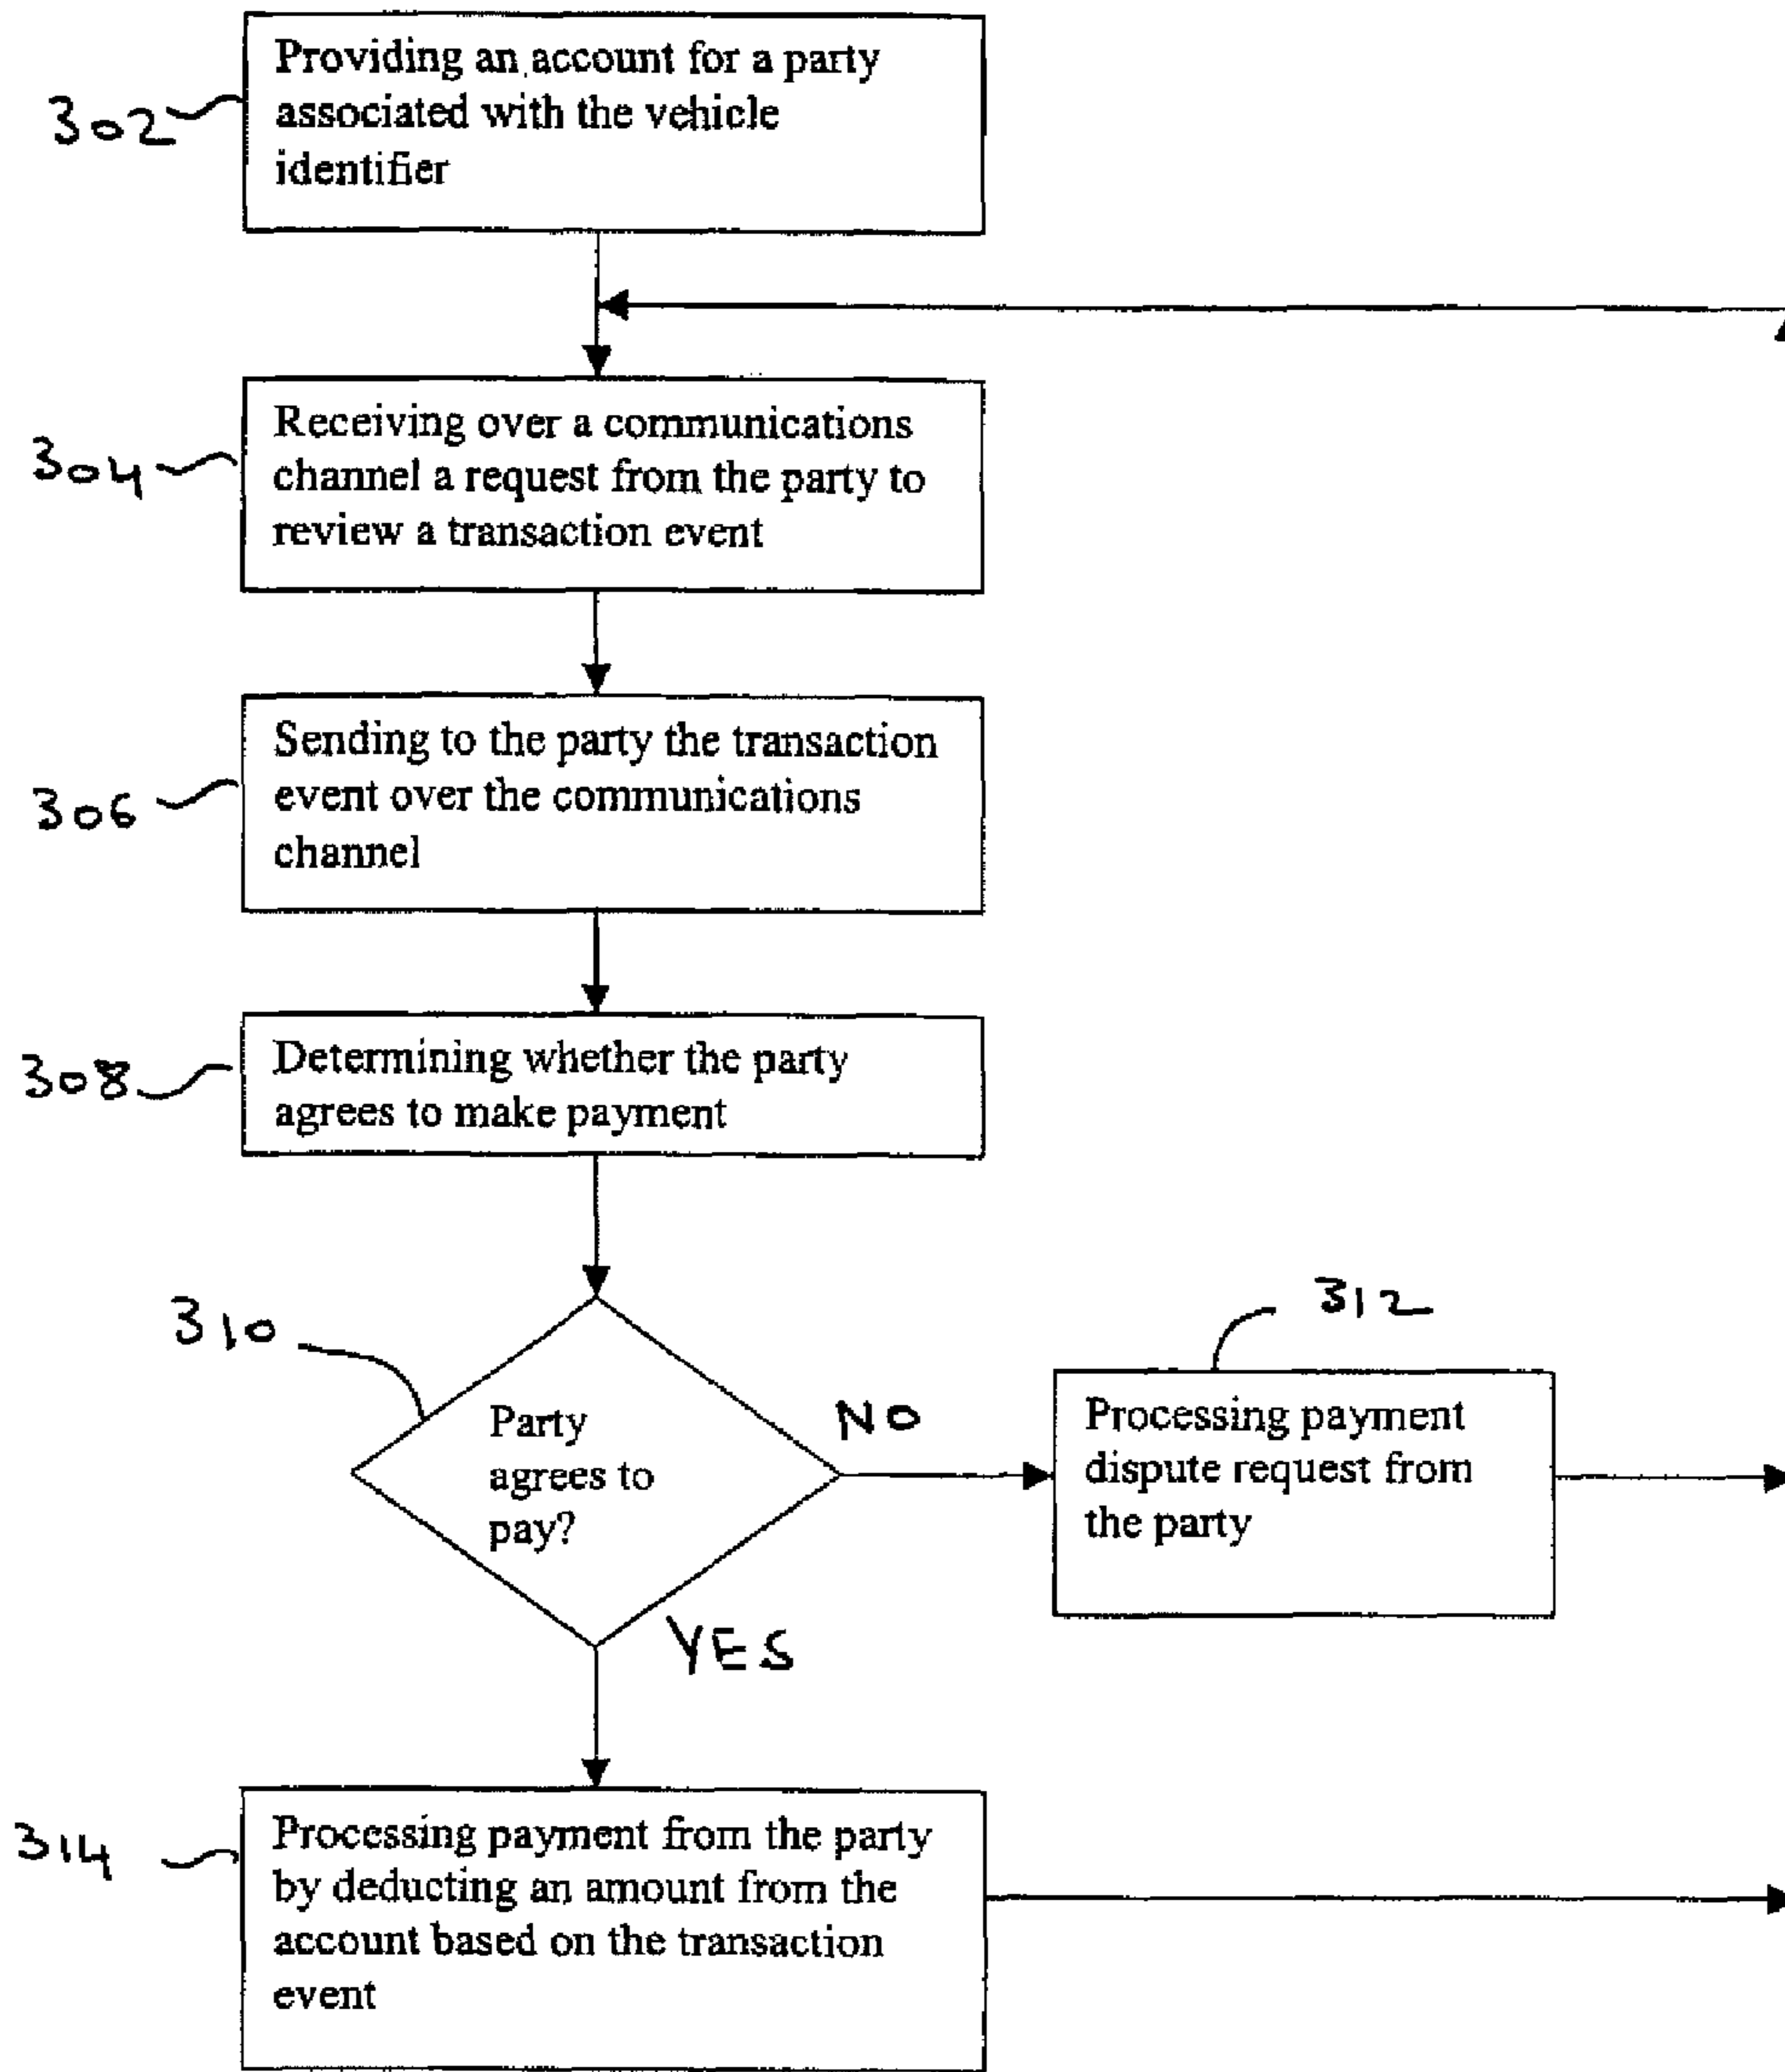 302
Providing an account for a party
associated with the vehicle
identifier
304
Receiving over a communications
channel a request from the party to
review a transaction event
306
Sending to the party the transaction
event over the communications
channel
308
Determining whether the party
agrees to make payment
310
Party
agrees to
pay?
NO
312
Processing payment
dispute request from
the party
YES
314
Processing payment from the party
by deducting an amount from the
account based on the transaction
event